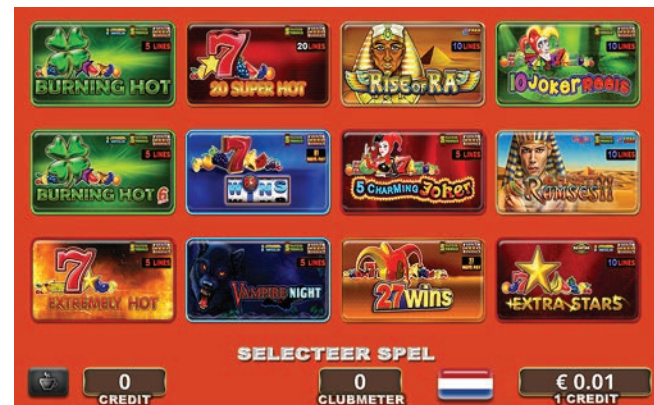 5 LINES
BURNING HOT
20 LINES
20 SUPER HOT
10 LINES
RISE OF RA
10 LINES
10 JOKER REELS
5 LINES
BURNING HOT 6
WINS
5 LINES
5 CHARMING Joker
10 LINES
Ramses II
5 LINES
EXTREMELY HOT
5 LINES
VAMPIRE NIGHT
27 wins
10 LINES
EXTRA STARS
SELECTEER SPEL
0
CREDIT
0
CLUBMETER
€ 0.01
1 CREDIT